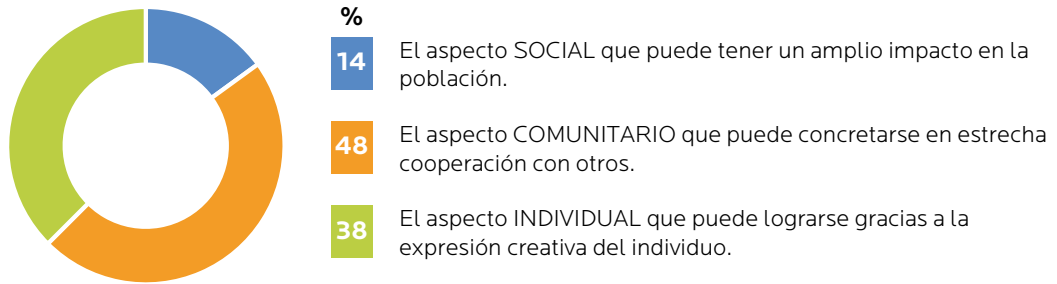 %
14
El aspecto SOCIAL que puede tener un amplio impacto en la
población.
48
El aspecto COMUNITARIO que puede concretarse en estrecha
cooperación con otros.
38
El aspecto INDIVIDUAL que puede lograrse gracias a la
expresión creativa del individuo.